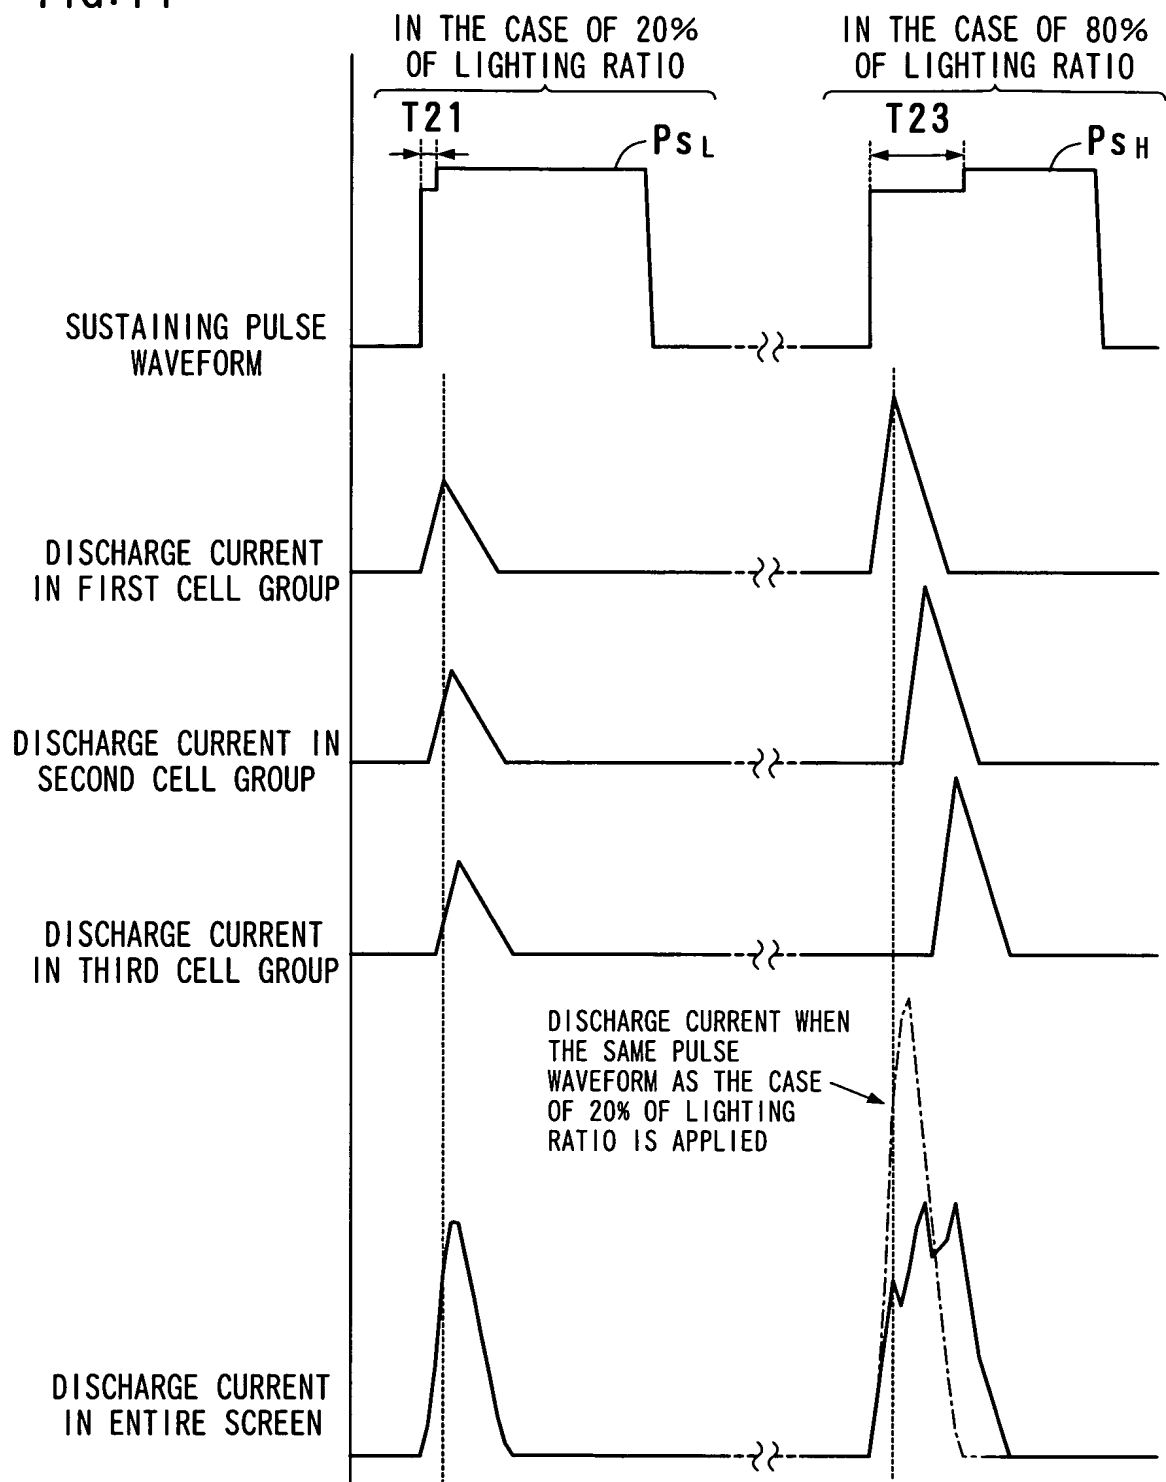 IN THE CASE OF 20%
OF LIGHTING RATIO
IN THE CASE OF 80%
OF LIGHTING RATIO
T21
PSL
T23
PSH
SUSTAINING PULSE
WAVEFORM
DISCHARGE CURRENT
IN FIRST CELL GROUP
DISCHARGE CURRENT IN
SECOND CELL GROUP
DISCHARGE CURRENT
IN THIRD CELL GROUP
DISCHARGE CURRENT WHEN
THE SAME PULSE
WAVEFORM AS THE CASE
OF 20% OF LIGHTING
RATIO IS APPLIED
DISCHARGE CURRENT
IN ENTIRE SCREEN